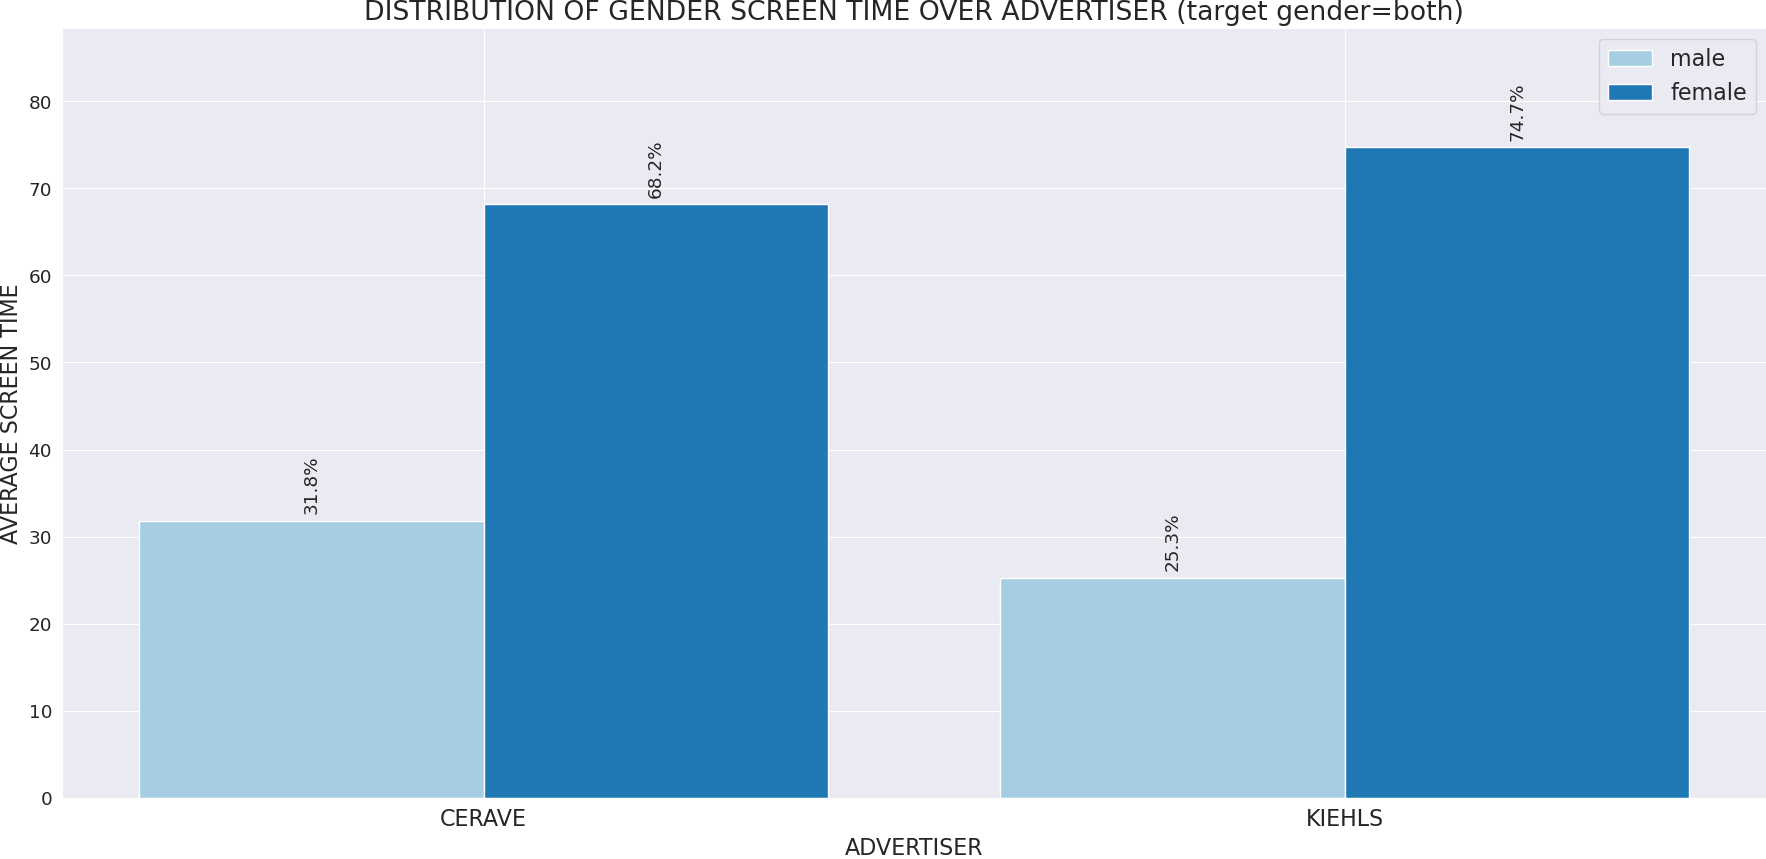 DISTRIBUTION OF GENDER SCREEN TIME OVER ADVERTISER (target gender=both)
male
female
AVERAGE SCREEN TIME
80
70
60
50
40
30
20
10
0
31.8%
68.2%
25.3%
74.7%
CERAVE
KIEHLS
ADVERTISER